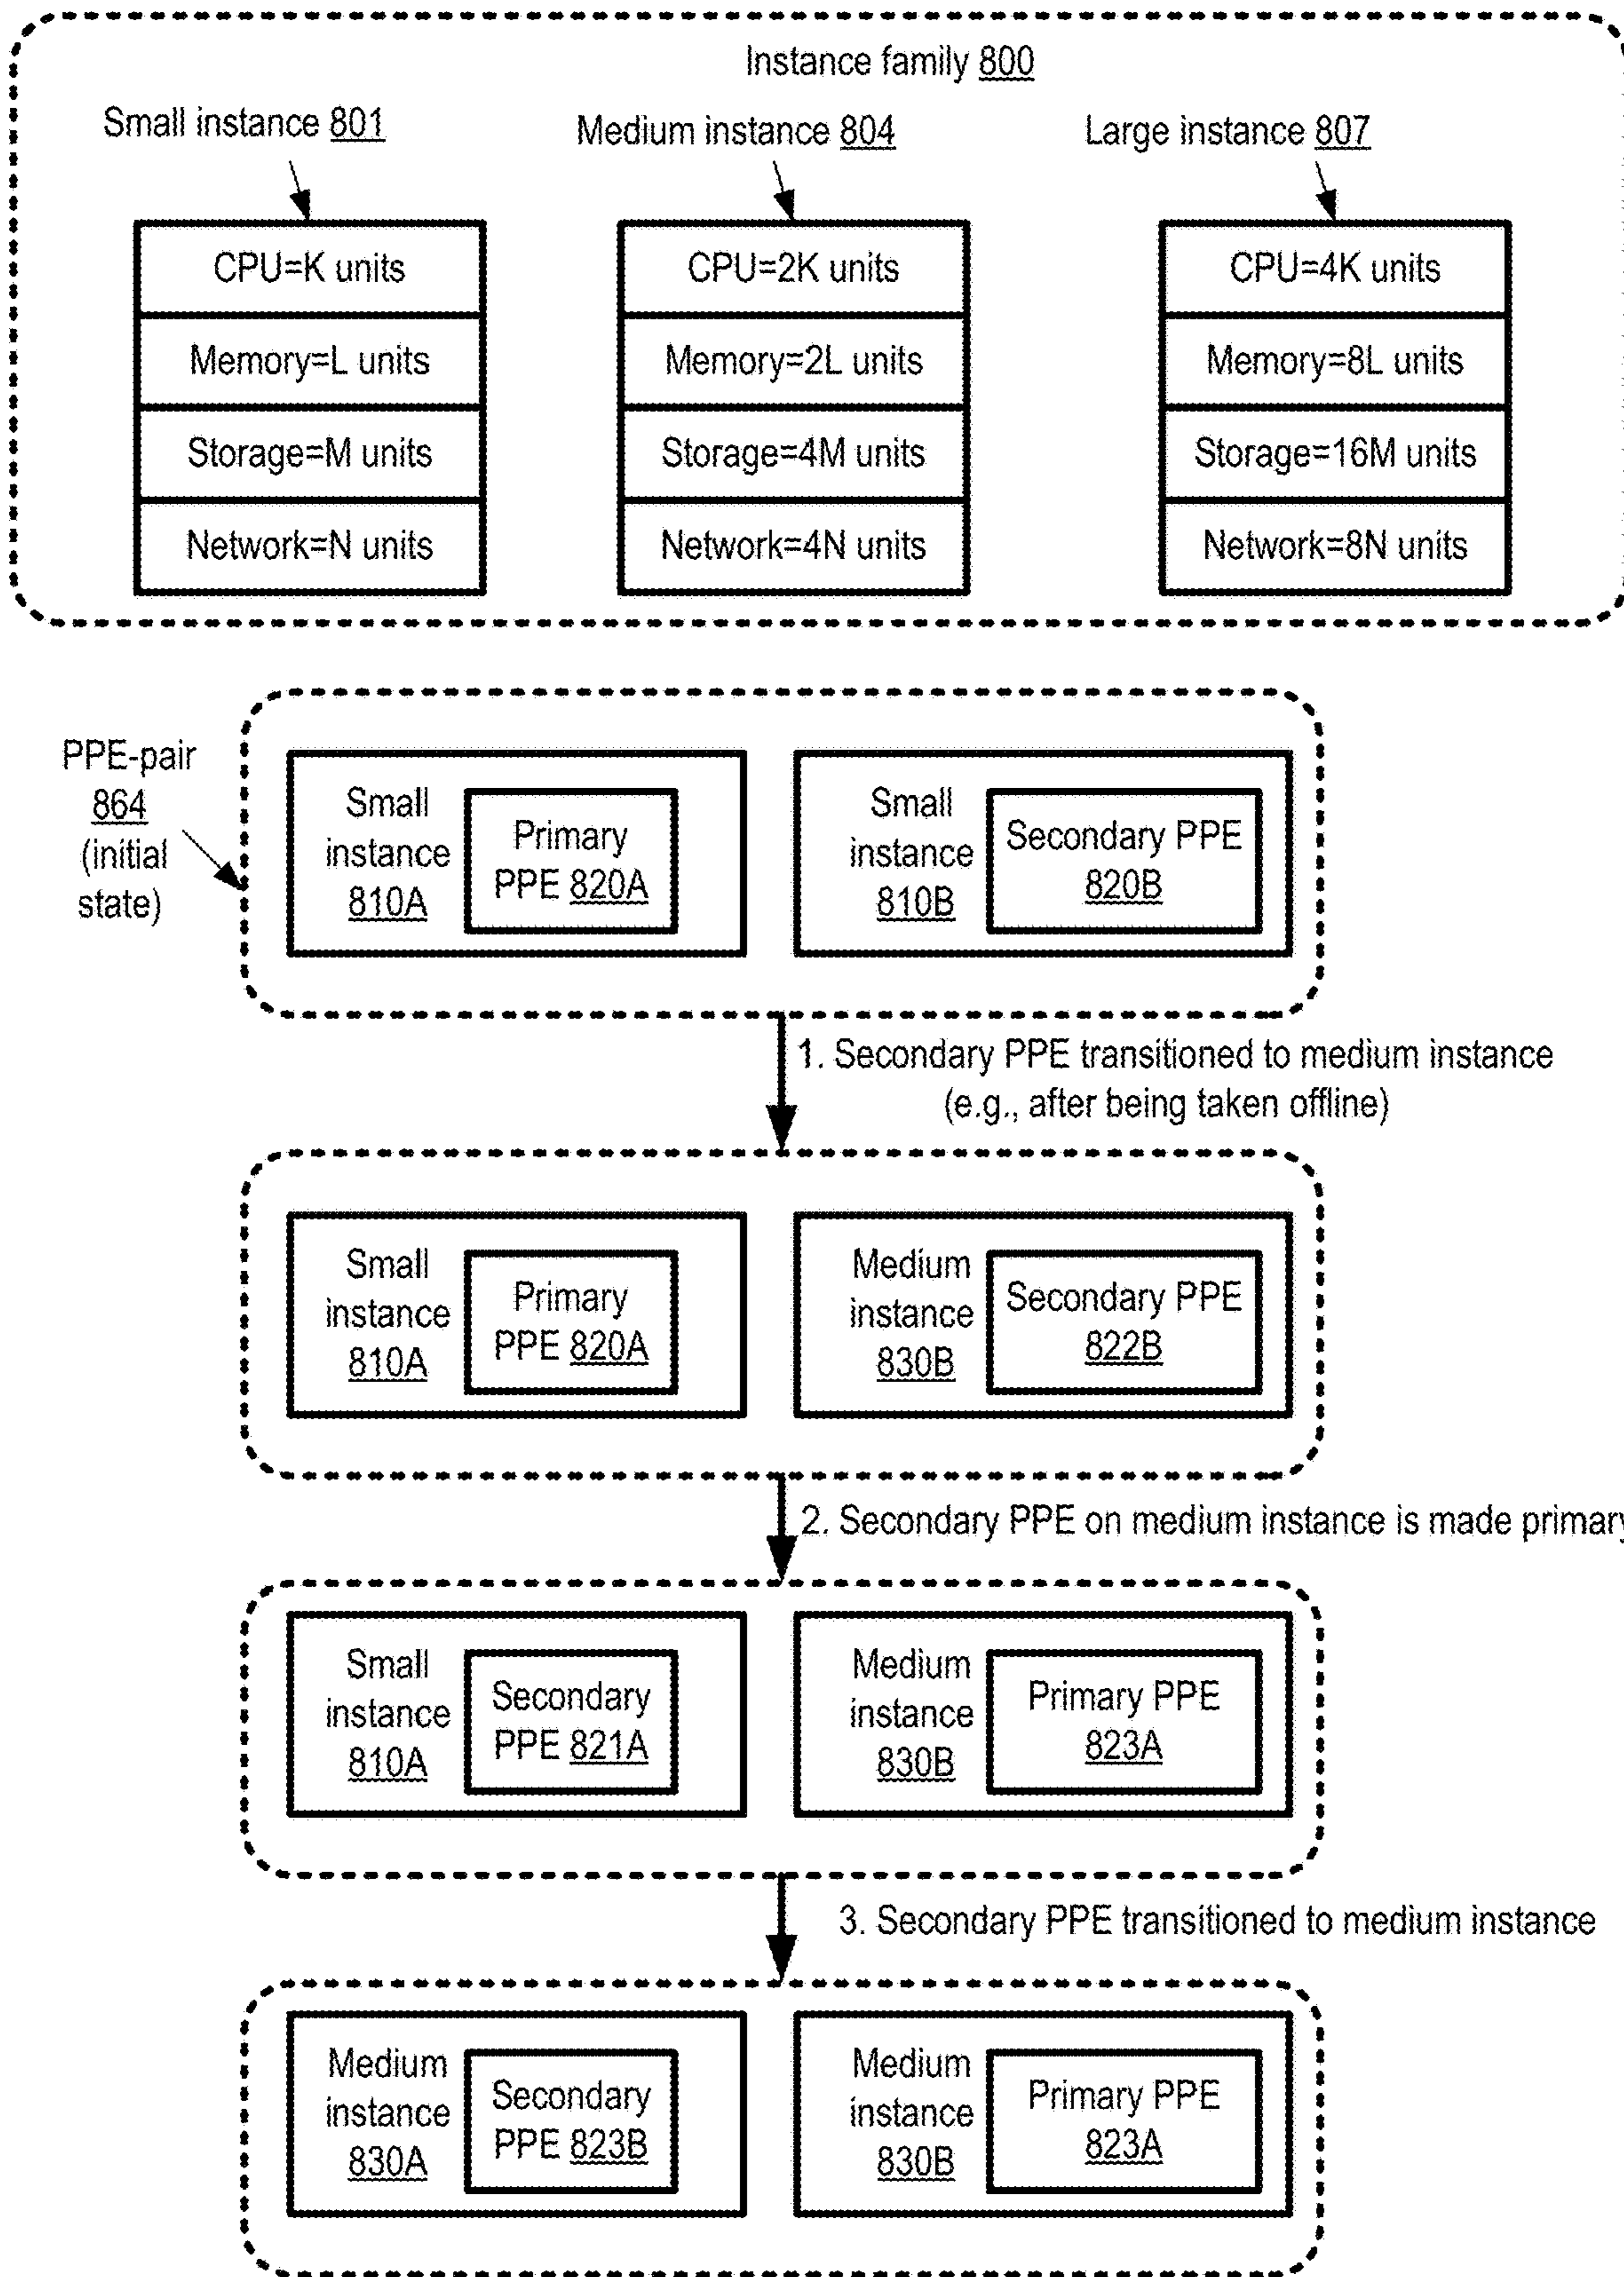 Instance family 800
Small instance 801
Medium instance 804
Large instance 807
CPU=K units
Memory=L units
Storage=M units
Network=N units
CPU=2K units
Memory=2L units
Storage=4M units
Network=4N units
CPU=4K units
Memory=8L units
Storage=16M units
Network=8N units
PPE-pair
864
(initial
state)
Small
instance
810A
Primary
PPE 820A
Small
instance
810B
Secondary PPE
820B
1. Secondary PPE transitioned to medium instance
(e.g., after being taken offline)
Small
instance
810A
Primary
PPE 820A
Medium
instance
830B
Secondary PPE
822B
2. Secondary PPE on medium instance is made primary
Small
instance
810A
Secondary
PPE 821A
Medium
instance
830B
Primary PPE
823A
3. Secondary PPE transitioned to medium instance
Medium
instance
830A
Secondary
PPE 823B
Medium
instance
830B
Primary PPE
823A